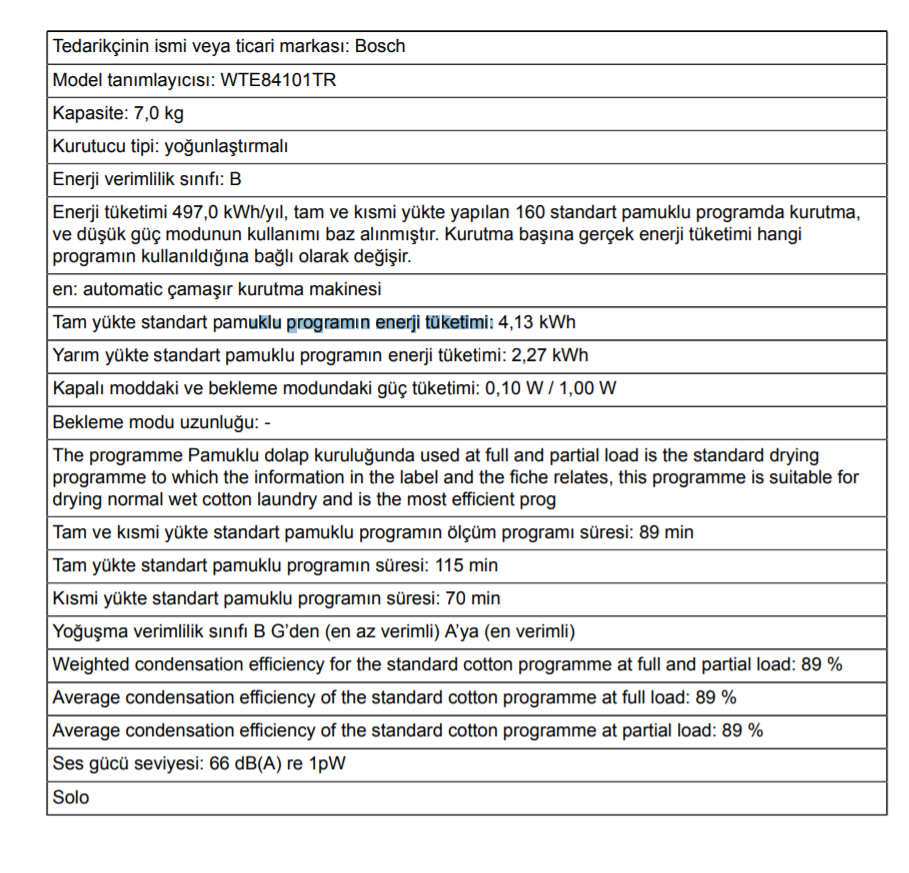 Tedarikçinin ismi veya ticari markası: Bosch
Model tanımlayıcısı: WTE84101TR
Kapasite: 7,0 kg
Kurutucu tipi: yoğunlaştırmalı
Enerji verimlilik sınıfı: B
Enerji tüketimi 497,0 kWh/yıl, tam ve kısmi yükte yapılan 160 standart pamuklu programda kurutma,
ve düşük güç modunun kullanımı baz alınmıştır. Kurutma başına gerçek enerji tüketimi hangi
programın kullanıldığına bağlı olarak değişir.
en: automatic çamaşır kurutma makinesi
Tam yükte standart pamuklu programın enerji tüketimi: 4,13 kWh
Yarım yükte standart pamuklu programın enerji tüketimi: 2,27 kWh
Kapalı moddaki ve bekleme modundaki güç tüketimi: 0,10 W / 1,00 W
Bekleme modu uzunluğu: -
The programme Pamuklu dolap kuruluğunda used at full and partial load is the standard drying
programme to which the information in the label and the fiche relates, this programme is suitable for
drying normal wet cotton laundry and is the most efficient prog
Tam ve kısmi yükte standart pamuklu programın ölçüm programı süresi: 89 min
Tam yükte standart pamuklu programın süresi: 115 min
Kısmi yükte standart pamuklu programın süresi: 70 min
Yoğuşma verimlilik sınıfı B G’den (en az verimli) A’ya (en verimli)
Weighted condensation efficiency for the standard cotton programme at full and partial load: 89 %
Average condensation efficiency of the standard cotton programme at full load: 89 %
Average condensation efficiency of the standard cotton programme at partial load: 89 %
Ses gücü seviyesi: 66 dB(A) re 1pW
Solo